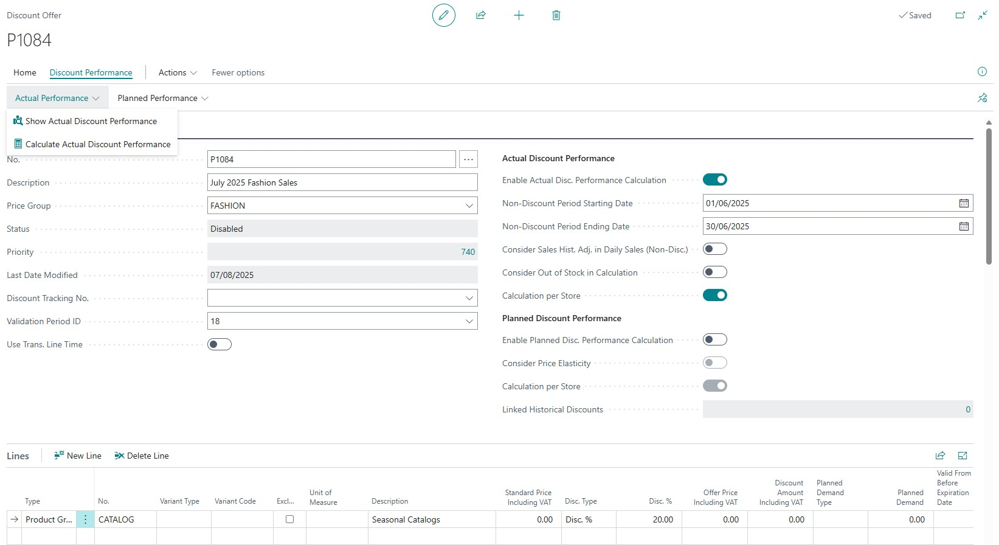 Discount Offer
Saved
P1084
Home
Discount Performance
Actions
Fewer options
Actual Performance
Planned Performance
Show Actual Discount Performance
Calculate Actual Discount Performance
No.
P1084
Description
July 2025 Fashion Sales
Price Group
FASHION
Status
Disabled
Priority
740
Last Date Modified
07/08/2025
Discount Tracking No.
Validation Period ID
18
Use Trans. Line Time
Actual Discount Performance
Enable Actual Disc. Performance Calculation
Non-Discount Period Starting Date
01/06/2025
Non-Discount Period Ending Date
30/06/2025
Consider Sales Hist. Adj. in Daily Sales (Non-Disc.)
Consider Out of Stock in Calculation
Calculation per Store
Planned Discount Performance
Enable Planned Disc. Performance Calculation
Consider Price Elasticity
Calculation per Store
Linked Historical Discounts
0
Lines
New Line
Delete Line
Type
No.
Variant Type
Variant Code
Excl...
Unit of
Measure
Description
Standard Price
Including VAT
Disc. Type
Disc. %
Offer Price
Including VAT
Discount
Amount
Including VAT
Planned
Demand
Type
Planned
Demand
Valid From
Before
Expiration
Date
Product Gr...
CATALOG
Seasonal Catalogs
0.00
Disc. %
20.00
0.00
0.00
0.00